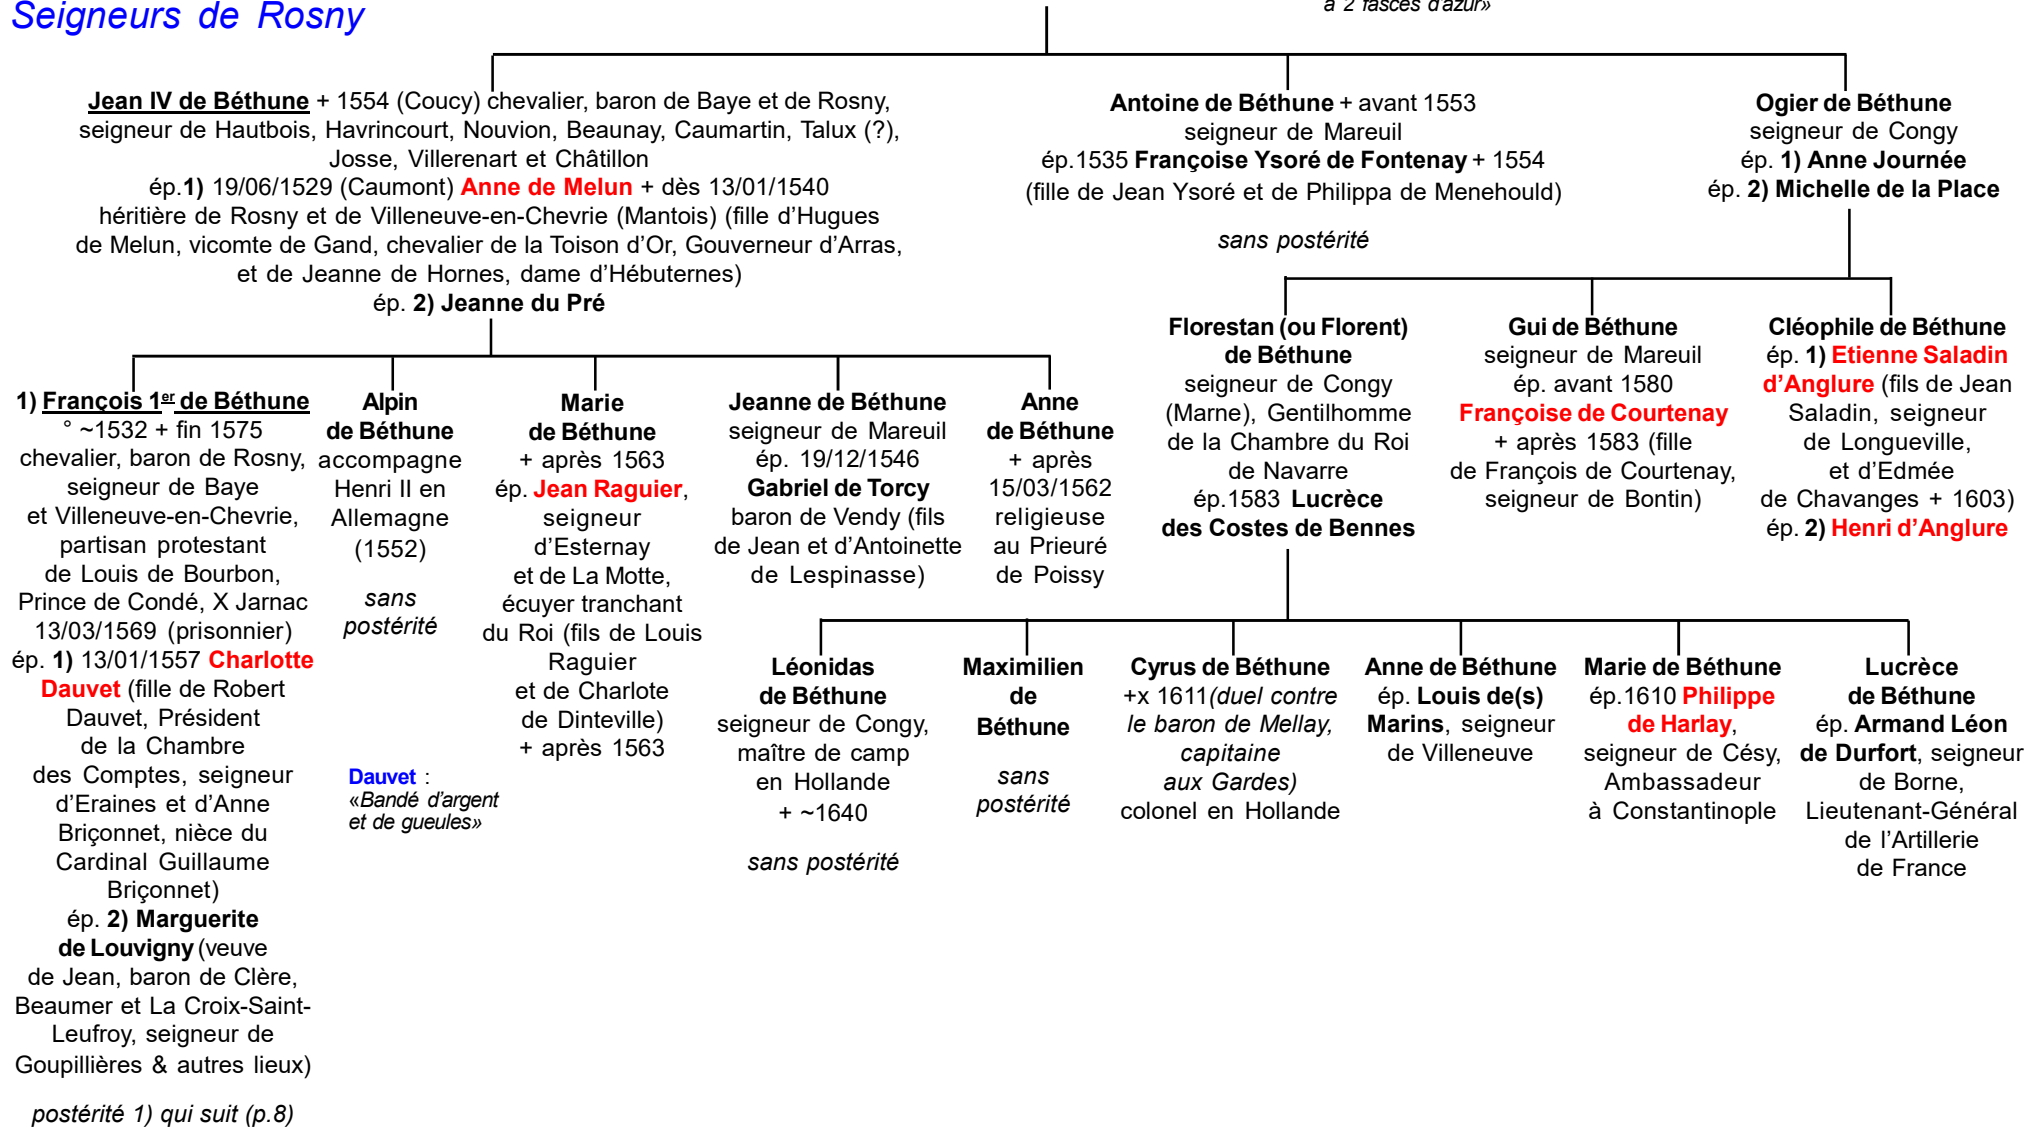 Seigneurs de Rosny
à 2 fasces d'azur»
Jean IV de Béthune + 1554 (Coucy) chevalier, baron de Baye et de Rosny,
seigneur de Hautbois, Havrincourt, Nouvion, Beaunay, Caumartin, Talux (?),
Josse, Villerenart et Châtillon
ép.1) 19/06/1529 (Caumont) Anne de Melun + dès 13/01/1540
héritière de Rosny et de Villeneuve-en-Chevrie (Mantois) (fille d'Hugues
de Melun, vicomte de Gand, chevalier de la Toison d'Or, Gouverneur d'Arras,
et de Jeanne de Hornes, dame d'Hébuternes)
ép. 2) Jeanne du Pré
Antoine de Béthune + avant 1553
seigneur de Mareuil
ép.1535 Françoise Ysoré de Fontenay + 1554
(fille de Jean Ysoré et de Philippa de Menehould)
sans postérité
Ogier de Béthune
seigneur de Congy
ép. 1) Anne Journée
ép. 2) Michelle de la Place
Florestan (ou Florent)
de Béthune
seigneur de Congy
(Marne), Gentilhomme
de la Chambre du Roi
de Navarre
ép.1583 Lucrèce
des Costes de Bennes
Gui de Béthune
seigneur de Mareuil
ép. avant 1580
Françoise de Courtenay
+ après 1583 (fille
de François de Courtenay,
seigneur de Bontin)
Cléophile de Béthune
ép. 1) Etienne Saladin
d'Anglure (fils de Jean
Saladin, seigneur
de Longueville,
et d'Edmée
de Chavanges + 1603)
ép. 2) Henri d'Anglure
1) François 1er de Béthune
° ~1532 + fin 1575
chevalier, baron de Rosny,
seigneur de Baye
et Villeneuve-en-Chevrie,
partisan protestant
de Louis de Bourbon,
Prince de Condé, X Jarnac
13/03/1569 (prisonnier)
ép. 1) 13/01/1557 Charlotte
Dauvet (fille de Robert
Dauvet, Président
de la Chambre
des Comptes, seigneur
d'Eraines et d'Anne
Briçonnet, nièce du
Cardinal Guillaume
Briçonnet)
ép. 2) Marguerite
de Louvigny (veuve
de Jean, baron de Clère,
Beaumer et La Croix-Saint-
Leufroy, seigneur de
Goupillières & autres lieux)
postérité 1) qui suit (p.8)
Alpin
de Béthune
accompagne
Henri II en
Allemagne
(1552)
sans
postérité
Marie
de Béthune
+ après 1563
ép. Jean Raguier,
seigneur
d'Esternay
et de La Motte,
écuyer tranchant
du Roi (fils de Louis
Raguier
et de Charlote
de Dinteville)
+ après 1563
Jeanne de Béthune
seigneur de Mareuil
ép. 19/12/1546
Gabriel de Torcy
baron de Vendy (fils
de Jean et d'Antoinette
de Lespinasse)
Anne
de Béthune
+ après
15/03/1562
religieuse
au Prieuré
de Poissy
Dauvet :
«Bandé d'argent
et de gueules»
Léonidas
de Béthune
seigneur de Congy,
maître de camp
en Hollande
+ ~1640
sans postérité
Maximilien
de
Béthune
sans
postérité
Cyrus de Béthune
+x 1611(duel contre
le baron de Mellay,
capitaine
aux Gardes)
colonel en Hollande
Anne de Béthune
ép. Louis de(s)
Marins, seigneur
de Villeneuve
Marie de Béthune
ép.1610 Philippe
de Harlay,
seigneur de Césy,
Ambassadeur
à Constantinople
Lucrèce
de Béthune
ép. Armand Léon
de Durfort, seigneur
de Borne,
Lieutenant-Général
de l'Artillerie
de France